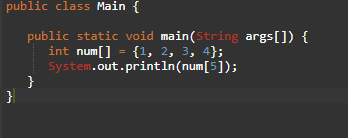 public class Main {
public static void main(String args[]) {
int num[] = {1, 2, 3, 4};
System.out.println(num[5]);
}
}